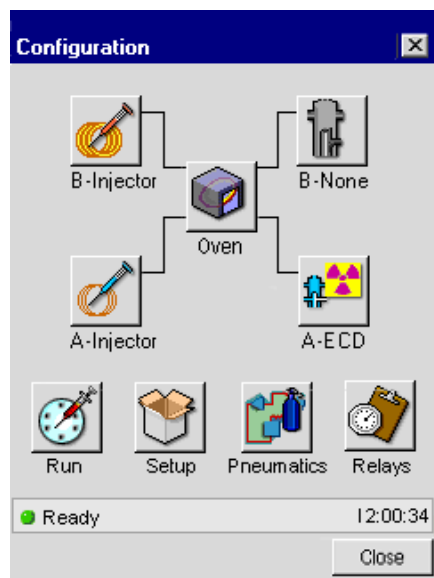 Configuration
B-Injector
B-None
Oven
A-Injector
A-ECD
Run
Setup
Pneumatics
Relays
Ready
12:00:34
Close